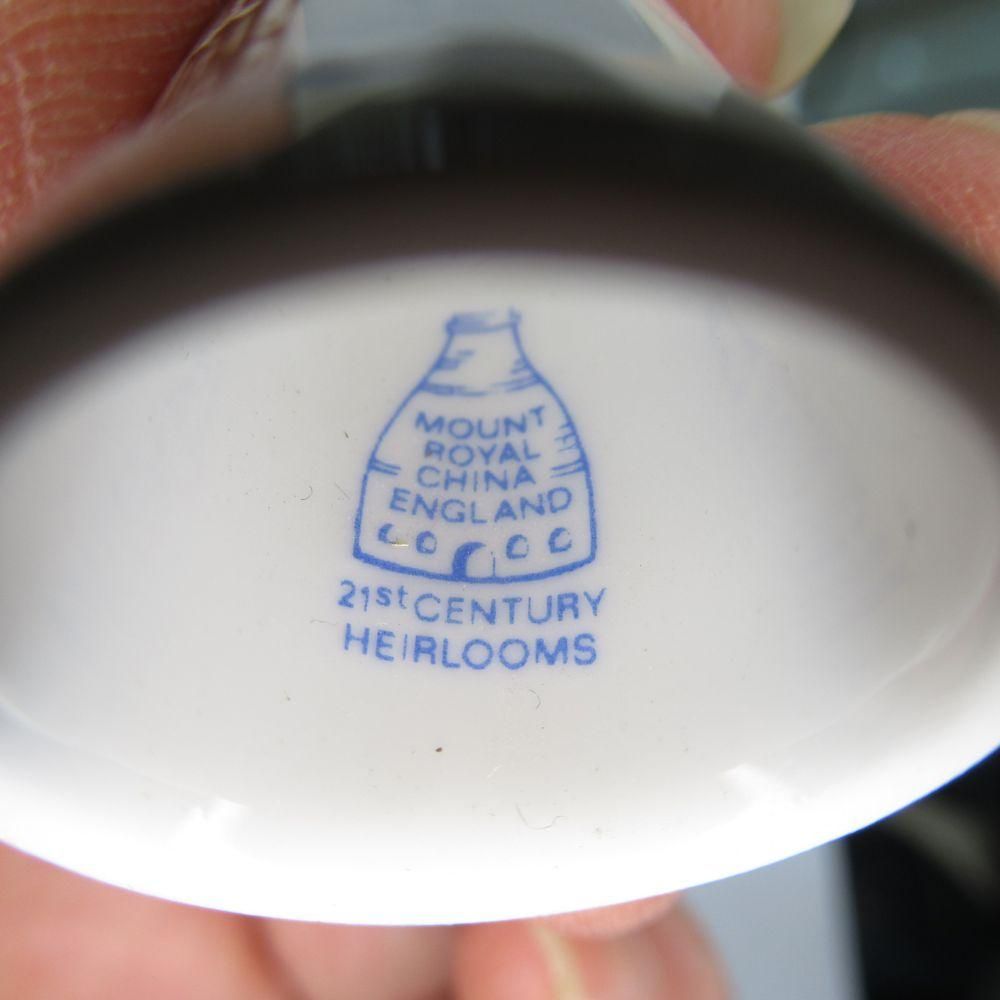 MOUNT
ROYAL
CHINA
ENGLAND
21st CENTURY
HEIRLOOMS